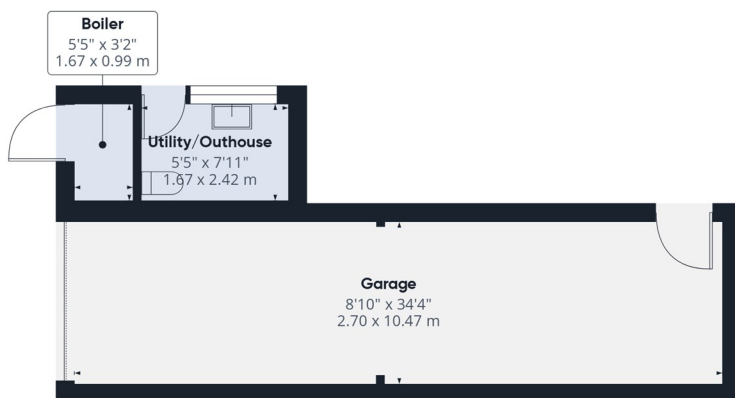 Boiler
5'5" x 3'2"
1.67 x 0.99 m
Utility/Outhouse
5'5" x 7'11"
1.67 x 2.42 m
Garage
8'10" x 34'4"
2.70 x 10.47 m